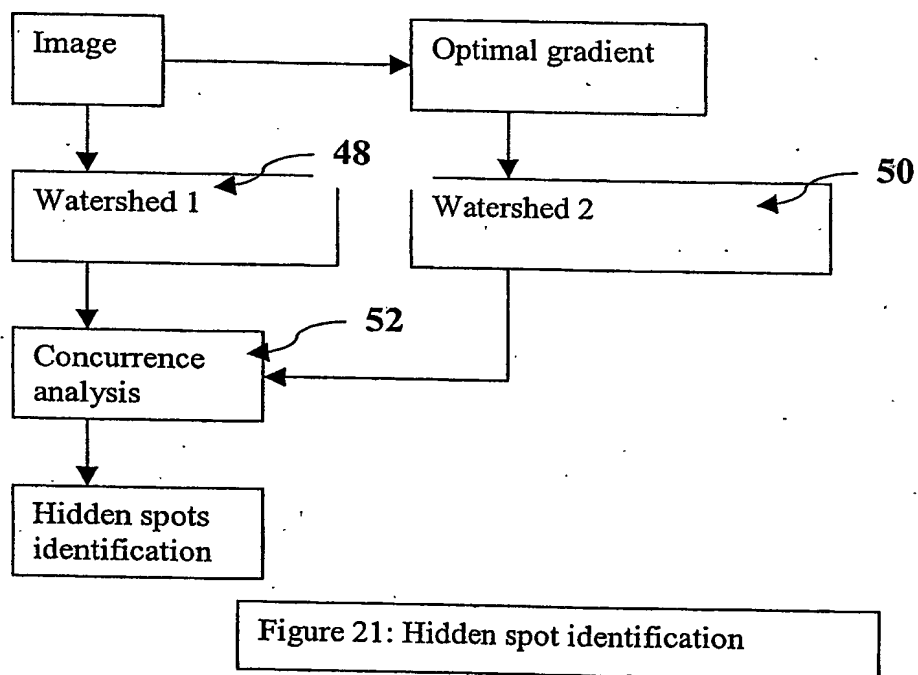 Image
Optimal gradient
48
Watershed 1
50
Watershed 2
52
Concurrence
analysis
Hidden spots
identification
Figure 21: Hidden spot identification